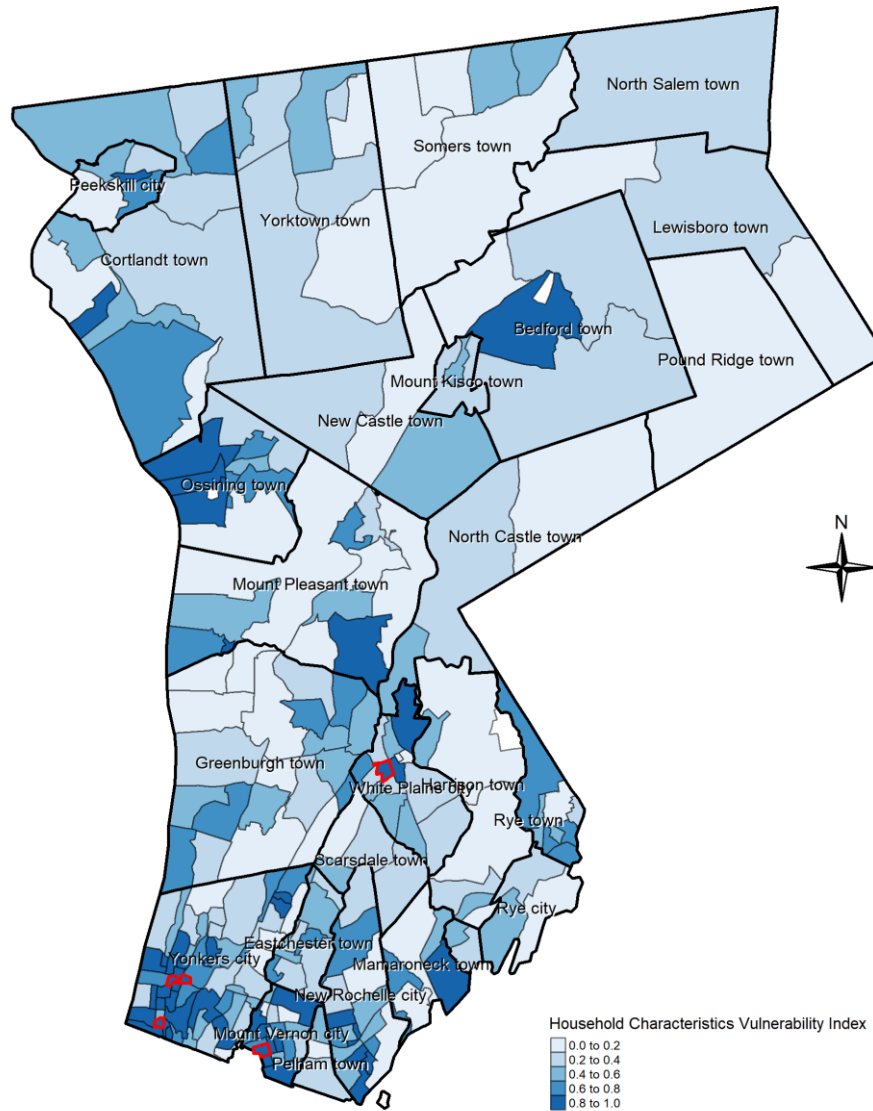 North Salem town
Somers town
Peekskill city
Yorktown town
Lewisboro town
Cortlandt town
Bedford town
Pound Ridge town
Mount Kisco town
New Castle town
Ossining town
N
North Castle town
Mount Pleasant town
Greenburgh town
White Plains city
Harrison town
Rye town
Scarsdale town
Rye city
Eastchester town
Yonkers city
Mamaroneck town
New Rochelle city
Mount Vernon city
Pelham town
Household Characteristics Vulnerability Index
0.0 to 0.2
0.2 to 0.4
0.4 to 0.6
0.6 to 0.8
0.8 to 1.0